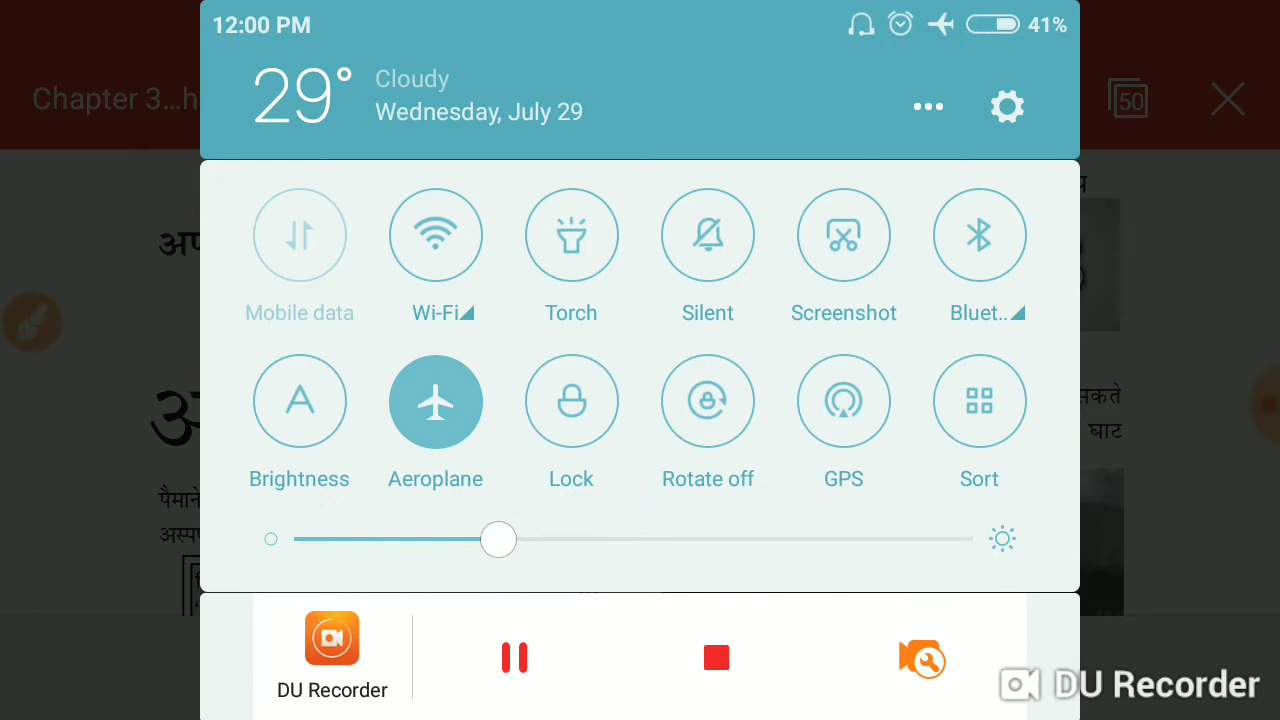 12:00 PM
41%
29°
Cloudy
Wednesday, July 29
Chapter 3...h
50
Mobile data
Wi-Fi
Torch
Silent
Screenshot
Bluet..
सकते
घाट
Brightness
Aeroplane
Lock
Rotate off
GPS
Sort
पैमाने
DU Recorder
DU Recorder